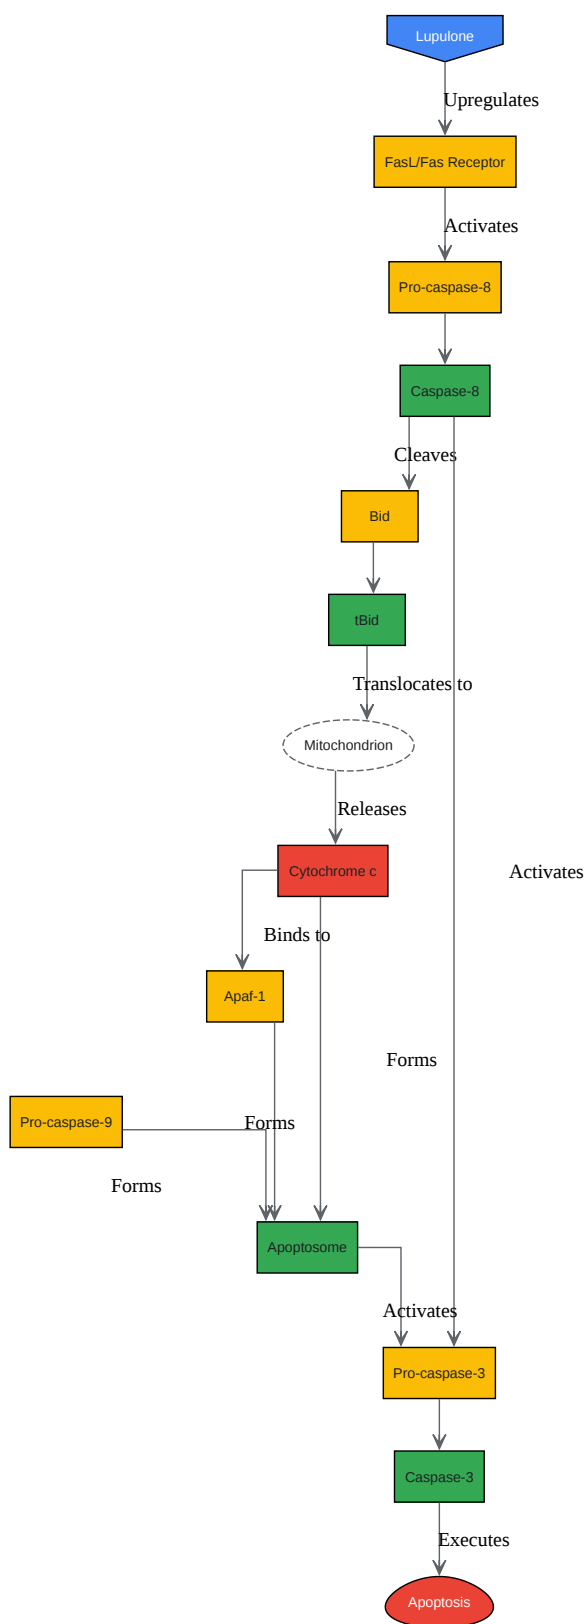 Lupulone
Upregulates
FasL/Fas Receptor
Activates
Pro-caspase-8
Caspase-8
Cleaves
Bid
tBid
Translocates to
Mitochondrion
Releases
Cytochrome c
Activates
Binds to
Apaf-1
Forms
Pro-caspase-9
Forms
Forms
Apoptosome
Activates
Pro-caspase-3
Caspase-3
Executes
Apoptosis